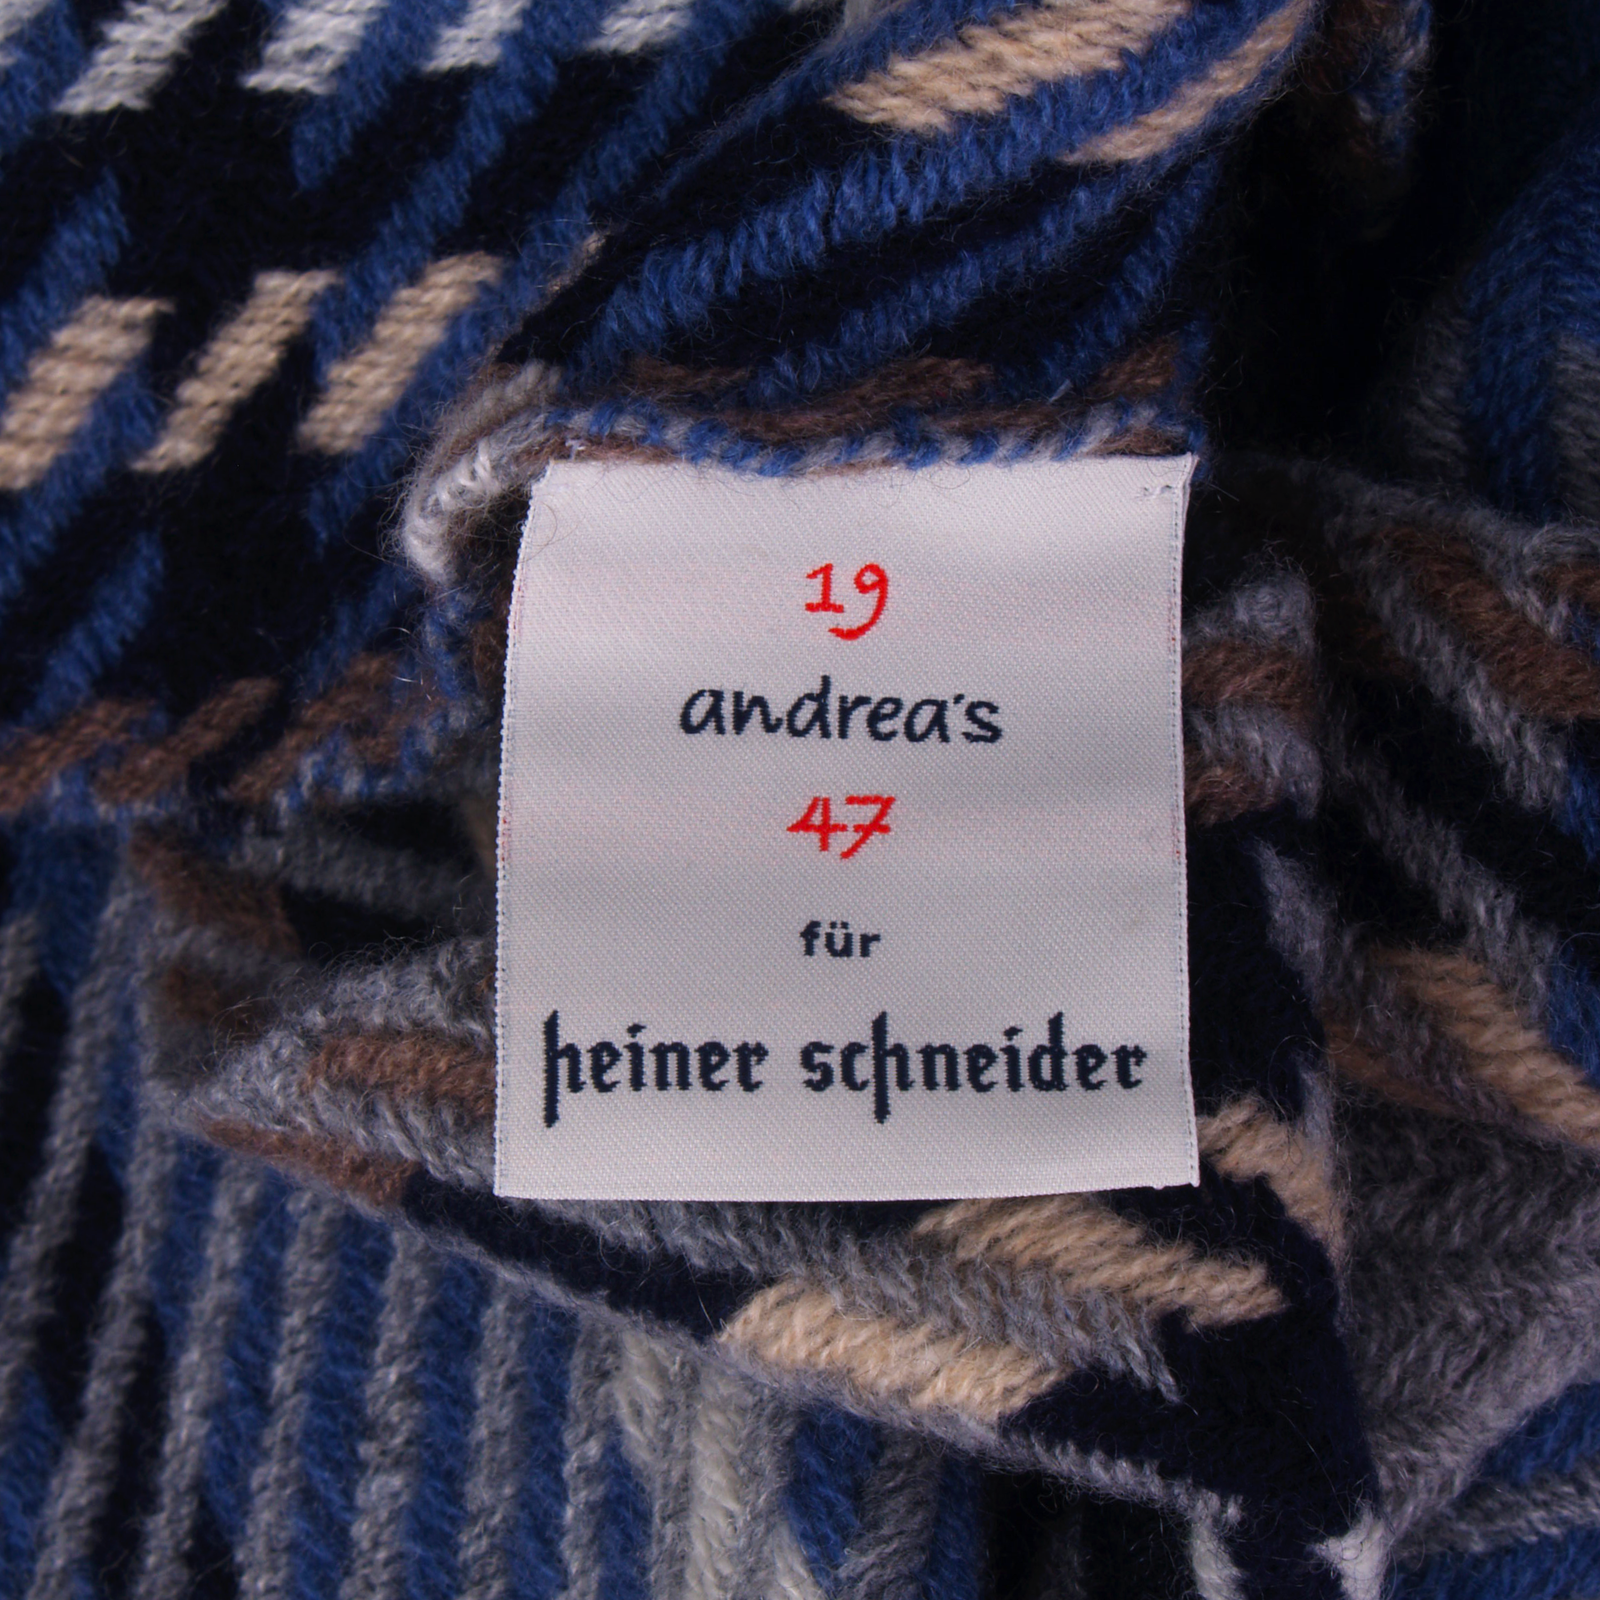 19
andrea's
47
für
heiner schneider